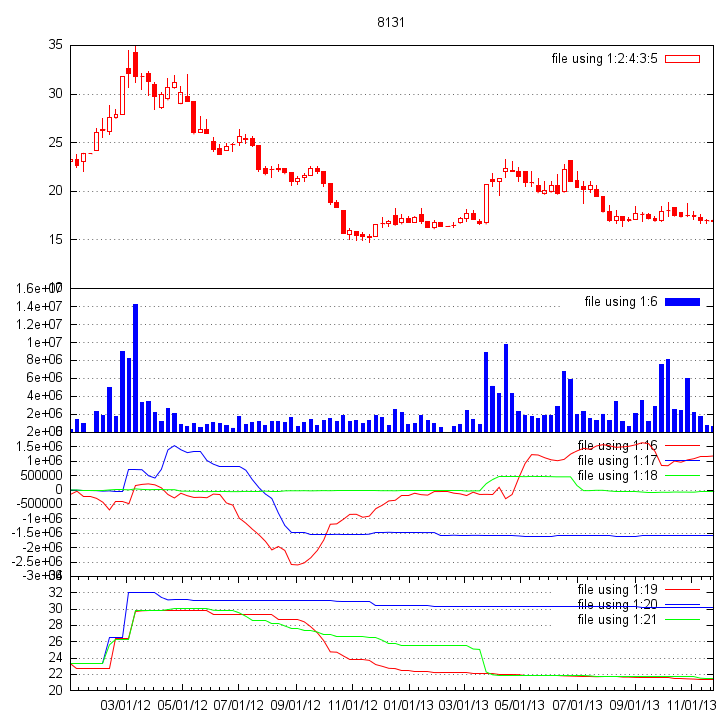 8131
35
file using 1:2:4:3:5
30
25
20
15
1.6e+07
file using 1:6
1.4e+07
1.2e+07
1e+07
8e+06
6e+06
4e+06
2e+06
file using 1:16
1.5e+06
file using 1:17
1e+06
file using 1:18
500000
0
-500000
-1e+06
-1.5e+06
-2e+06
-2.5e+06
-3e+06
file using 1:19
32
file using 1:20
30
file using 1:21
28
26
24
22
20
03/01/12 05/01/12 07/01/12 09/01/12 11/01/12 01/01/13 03/01/13 05/01/13 07/01/13 09/01/13 11/01/13